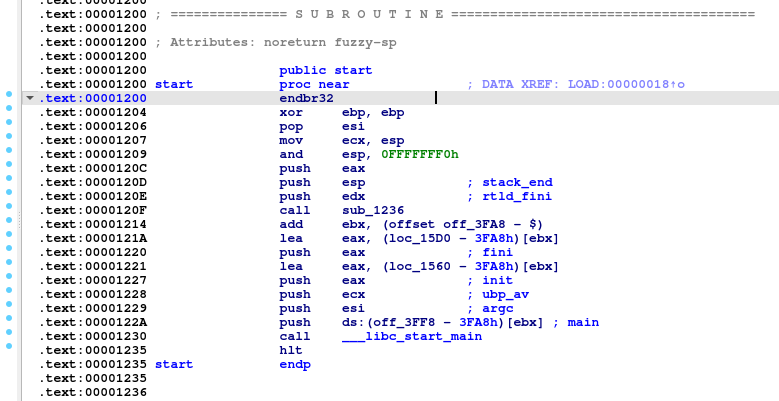 .text:00001200
.text:00001200 ; =============== S U B R O U T I N E =======================================
.text:00001200
.text:00001200 ; Attributes: noreturn fuzzy-sp
.text:00001200
.text:00001200 public start
.text:00001200 start proc near ; DATA XREF: LOAD:00000018↑o
.text:00001200 endbr32
.text:00001204 xor ebp, ebp
.text:00001206 pop esi
.text:00001207 mov ecx, esp
.text:00001209 and esp, 0FFFFFFF0h
.text:0000120C push eax
.text:0000120D push esp ; stack_end
.text:0000120E push edx ; rtld_fini
.text:0000120F call sub_1236
.text:00001214 add ebx, (offset off_3FA8 - $)
.text:0000121A lea eax, (loc_15D0 - 3FA8h)[ebx]
.text:00001220 push eax ; fini
.text:00001221 lea eax, (loc_1560 - 3FA8h)[ebx]
.text:00001227 push eax ; init
.text:00001228 push ecx ; ubp_av
.text:00001229 push esi ; argc
.text:0000122A push ds:(off_3FF8 - 3FA8h)[ebx] ; main
.text:00001230 call ___libc_start_main
.text:00001235 hlt
.text:00001235 start endp
.text:00001235
.text:00001236